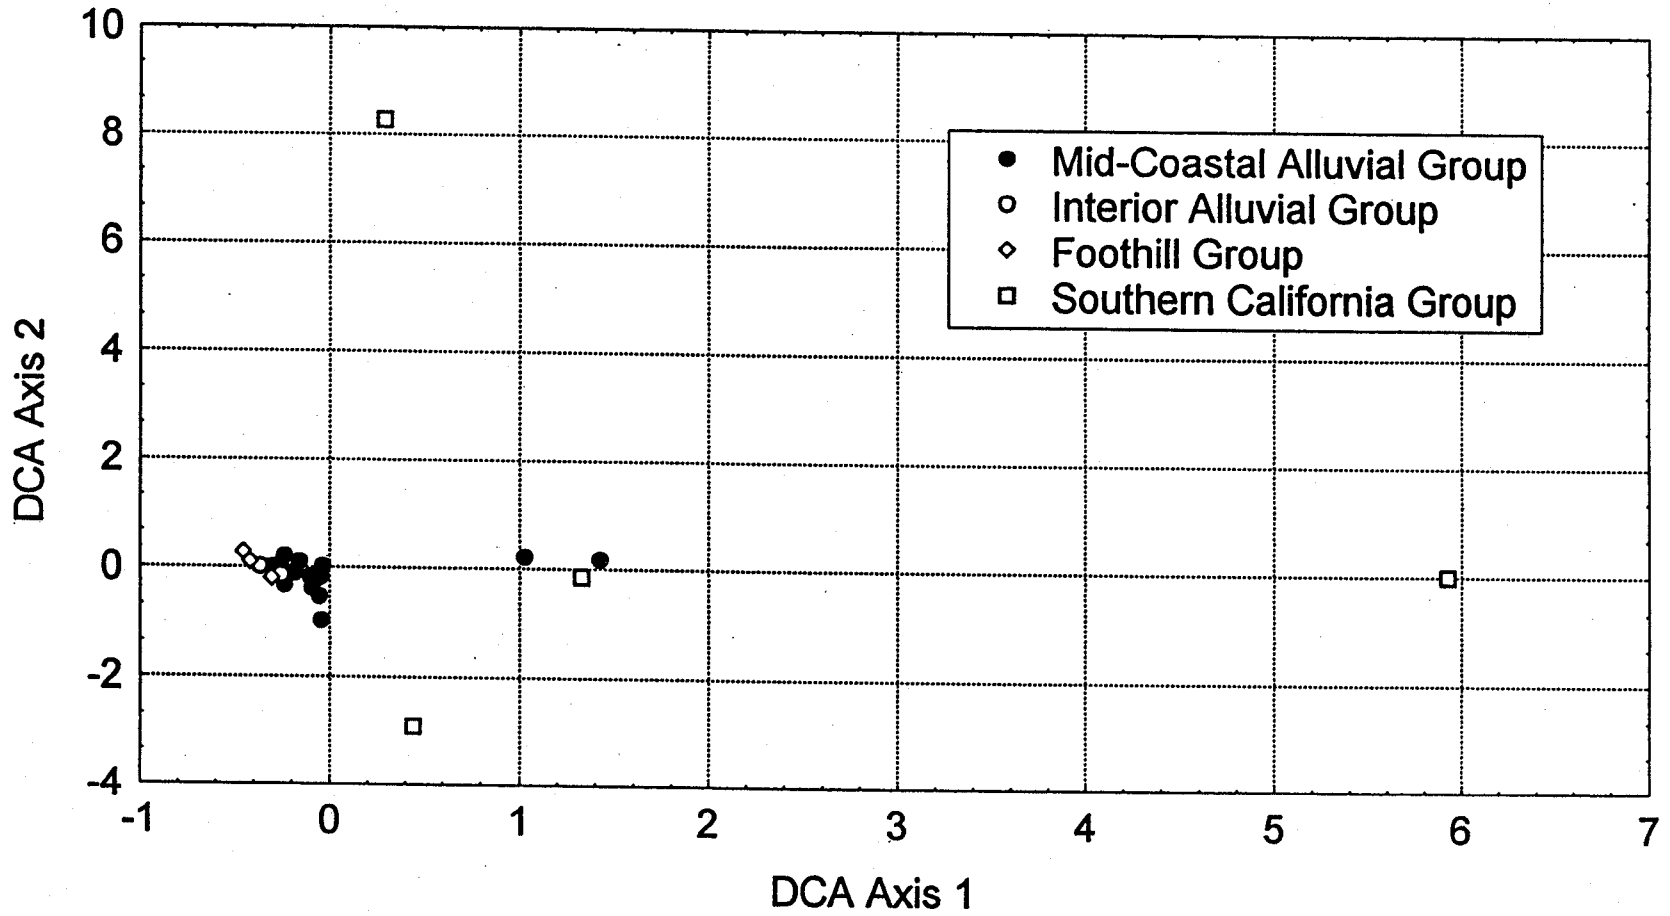 10
8
6
4
2
0
-2
-4
DCA Axis 2
Mid-Coastal Alluvial Group
Interior Alluvial Group
Foothill Group
Southern California Group
-1 0 1 2 3 4 5 6 7
DCA Axis 1